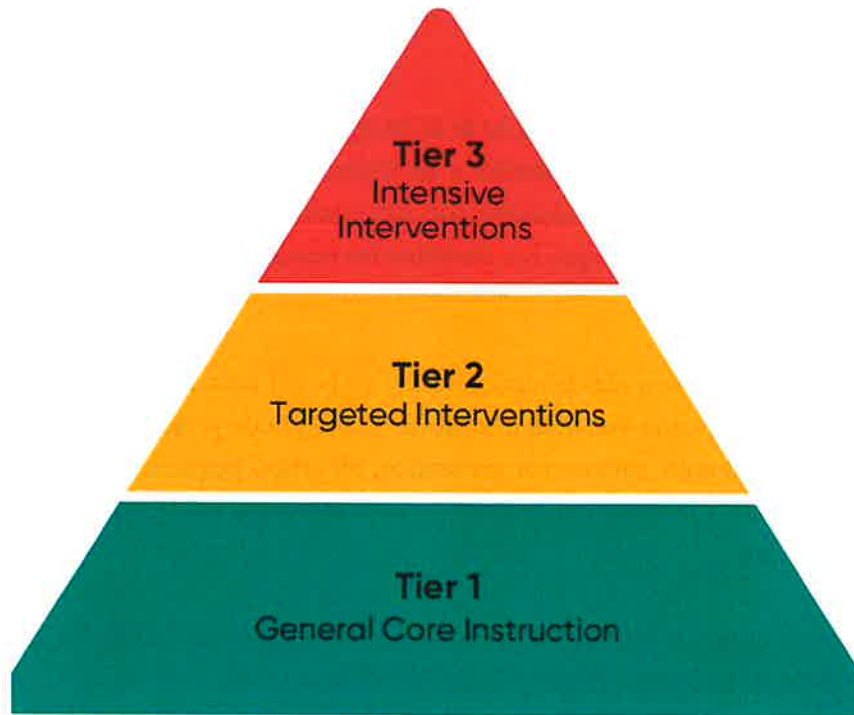 Tier 3
Intensive
Interventions
Tier 2
Targeted Interventions
Tier 1
General Core Instruction